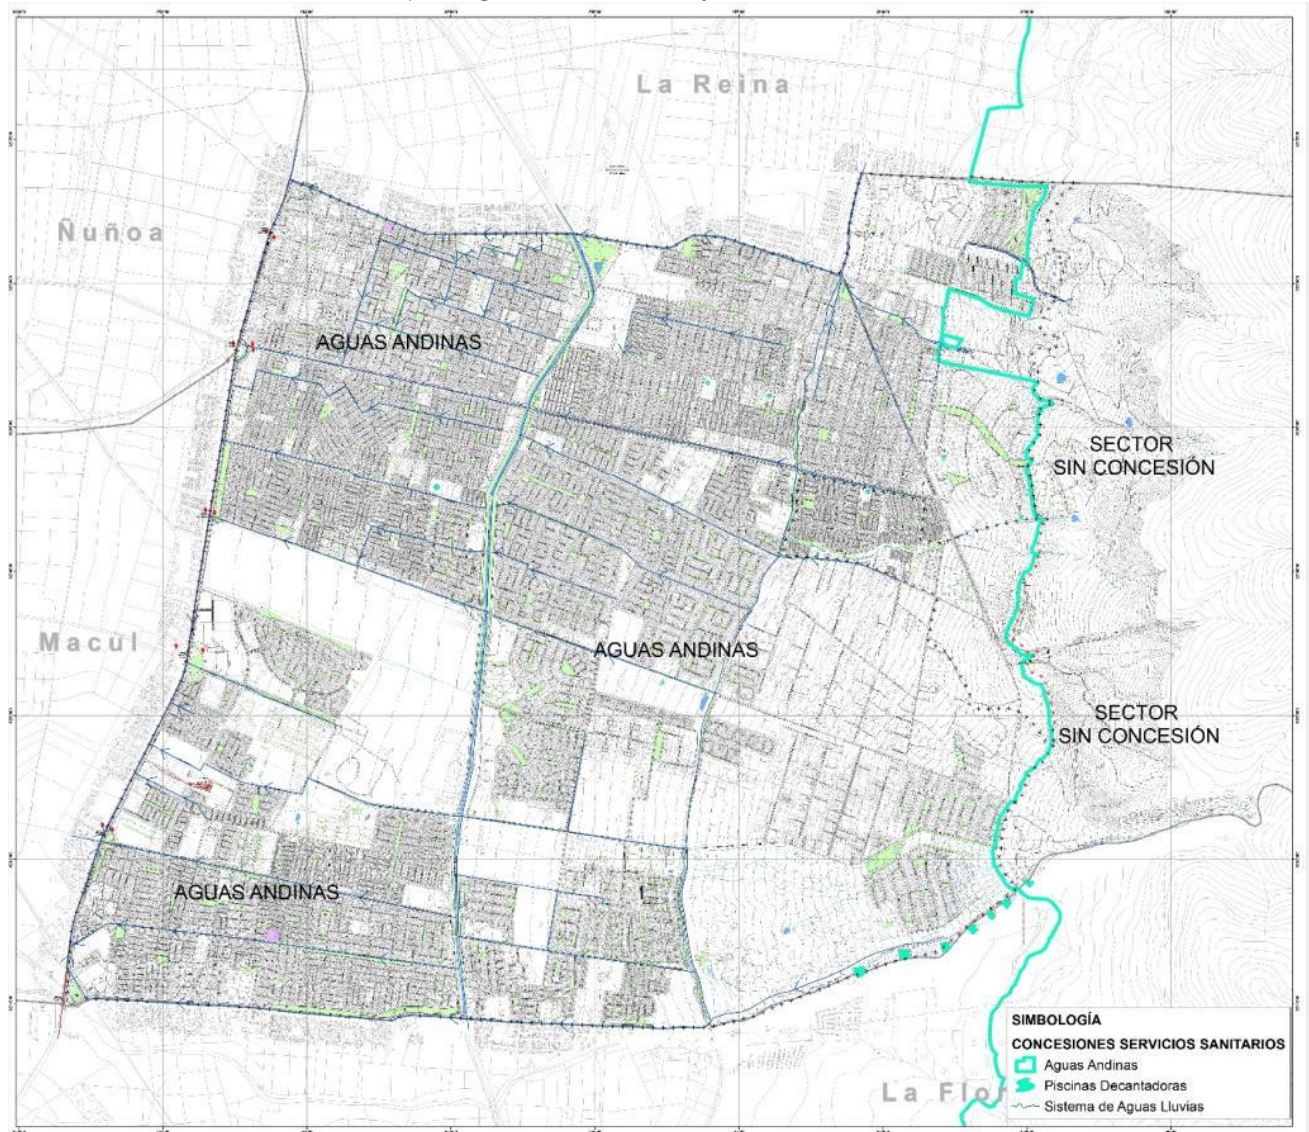 La Reina
Ñuñoa
AGUAS ANDINAS
SECTOR
SIN CONCESIÓN
Macul
AGUAS ANDINAS
SECTOR
SIN CONCESIÓN
AGUAS ANDINAS
La Flor
SIMBOLOGÍA
CONCESIONES SERVICIOS SANITARIOS
Aguas Andinas
Piscinas Decantadoras
Sistema de Aguas Lluvias